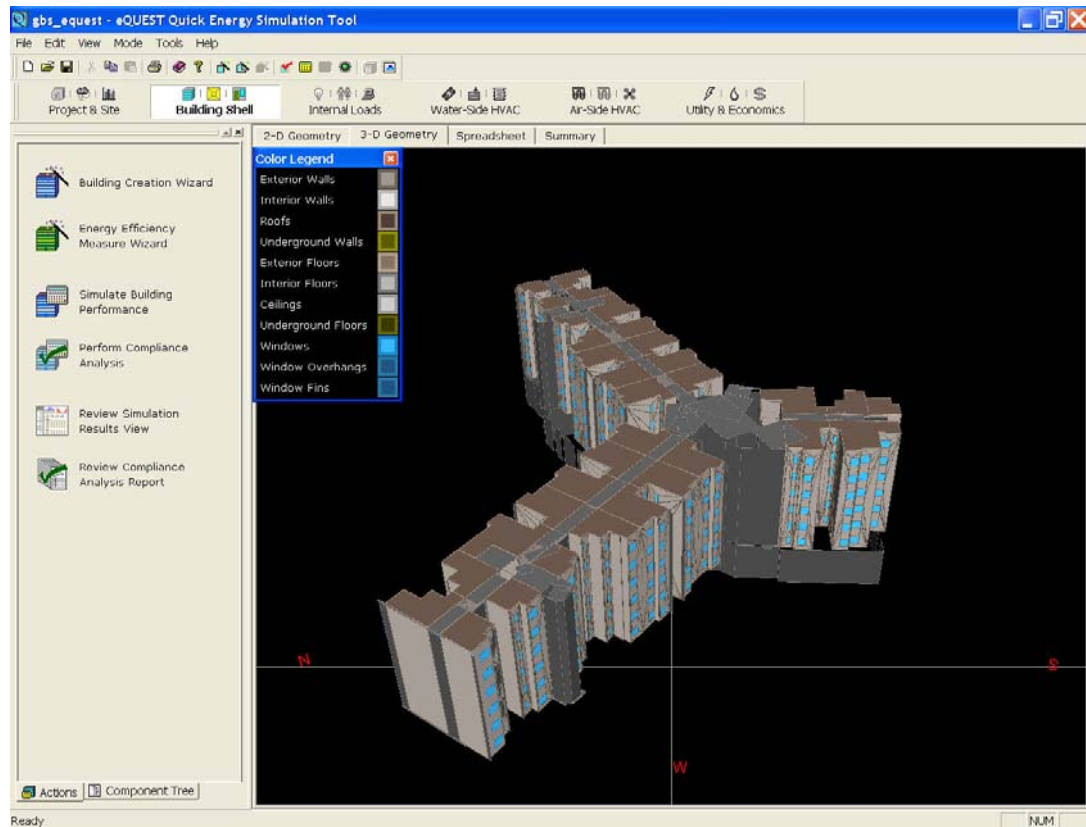 gbs_equest - eQUEST Quick Energy Simulation Tool
File Edit View Mode Tools Help
Project & Site Building Shell Internal Loads Water-Side HVAC Air-Side HVAC Utility & Economics
2-D Geometry 3-D Geometry Spreadsheet Summary
Color Legend
Exterior Walls
Interior Walls
Roofs
Underground Walls
Exterior Floors
Interior Floors
Ceilings
Underground Floors
Windows
Window Overhangs
Window Fins
Building Creation Wizard
Energy Efficiency
Measure Wizard
Simulate Building
Performance
Perform Compliance
Analysis
Review Simulation
Results View
Review Compliance
Analysis Report
N
S
W
Actions Component Tree
Ready NUM